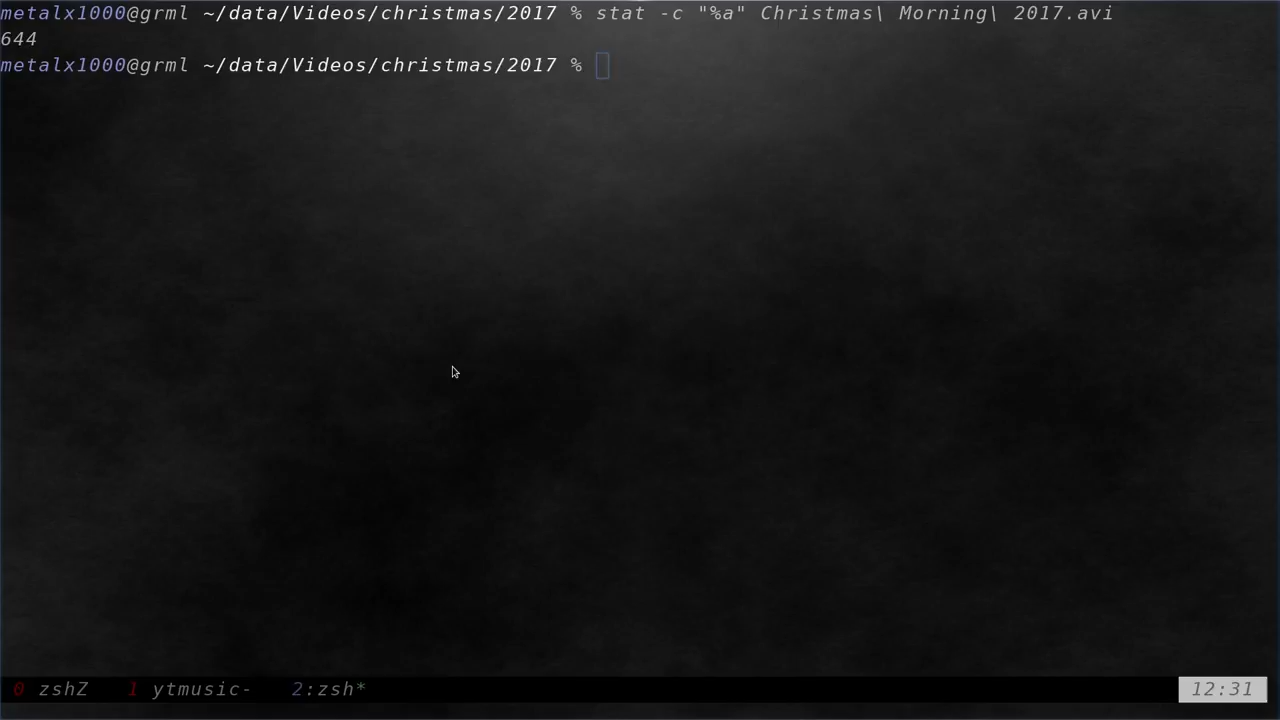 metalx1000@grml ~/data/Videos/christmas/2017 % stat -c "%a" Christmas\ Morning\ 2017.avi
644
metalx1000@grml ~/data/Videos/christmas/2017 %
0 zshZ 1 ytmusic- 2:zsh* 12:31